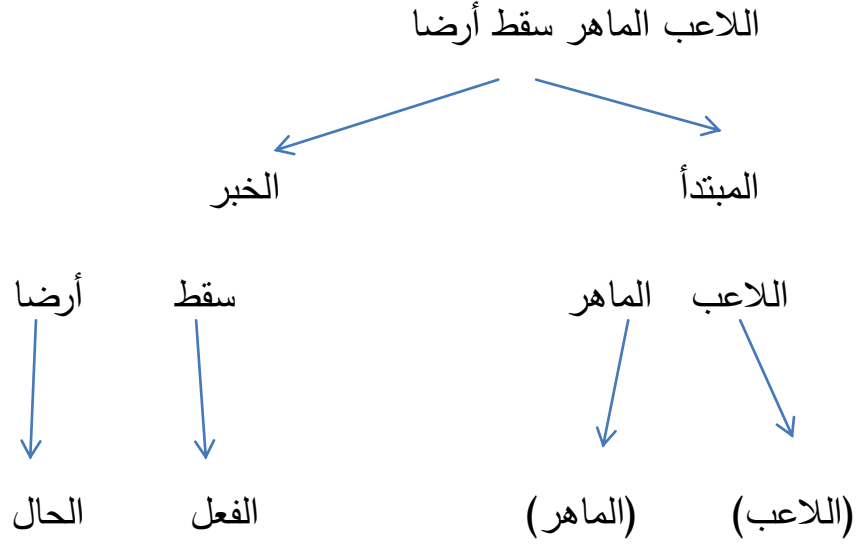 اللاعب الماهر سقط أرضا
المبتدأ الخبر
اللاعب الماهر سقط أرضا
(اللاعب) (الماهر) الفعل الحال